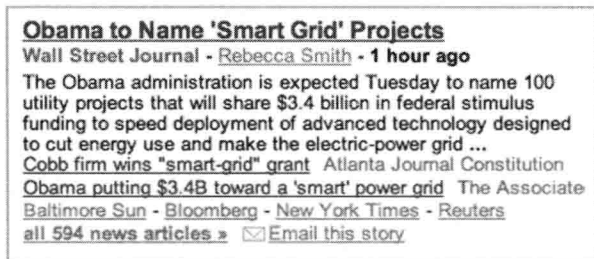 Obama to Name 'Smart Grid' Projects
Wall Street Journal - Rebecca Smith - 1 hour ago
The Obama administration is expected Tuesday to name 100
utility projects that will share $3.4 billion in federal stimulus
funding to speed deployment of advanced technology designed
to cut energy use and make the electric-power grid ...
Cobb firm wins "smart-grid" grant Atlanta Journal Constitution
Obama putting $3.4B toward a 'smart' power grid The Associate
Baltimore Sun - Bloomberg - New York Times - Reuters
all 594 news articles » Email this story